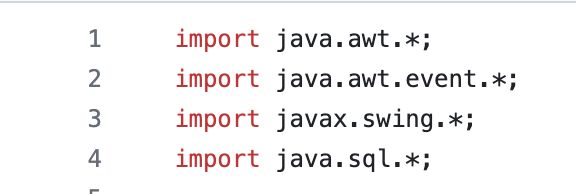 1 import java.awt.*;
2 import java.awt.event.*;
3 import javax.swing.*;
4 import java.sql.*;